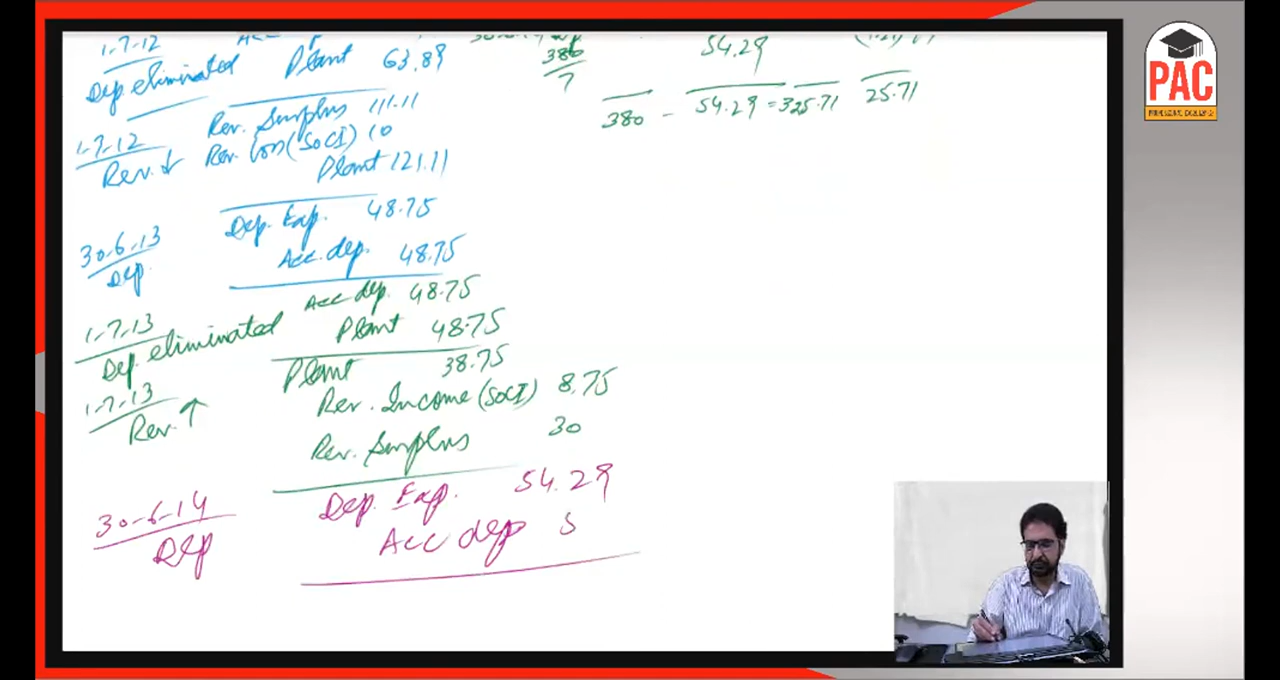 1-7-12
Dep eliminated Plant 63.89
Rev. Surplus 111.11
1-7-12
Rev.↓ Rev. Loss (SOCI) 10
Plant 121.11
Dep. Exp. 48.75
30-6-13
Dep.
Acc. dep. 48.75
Acc dep. 48.75
1-7-13
Dep. eliminated Plant 48.75
Plant 38.75
1-7-13
Rev. ↑ Rev. Income (SOCI) 8.75
Rev. Surplus 30
30-6-14
Dep Dep. Exp. 54.29
Acc dep 5
380
7
54.29
380 - 54.29 = 325.71 25.71
PAC